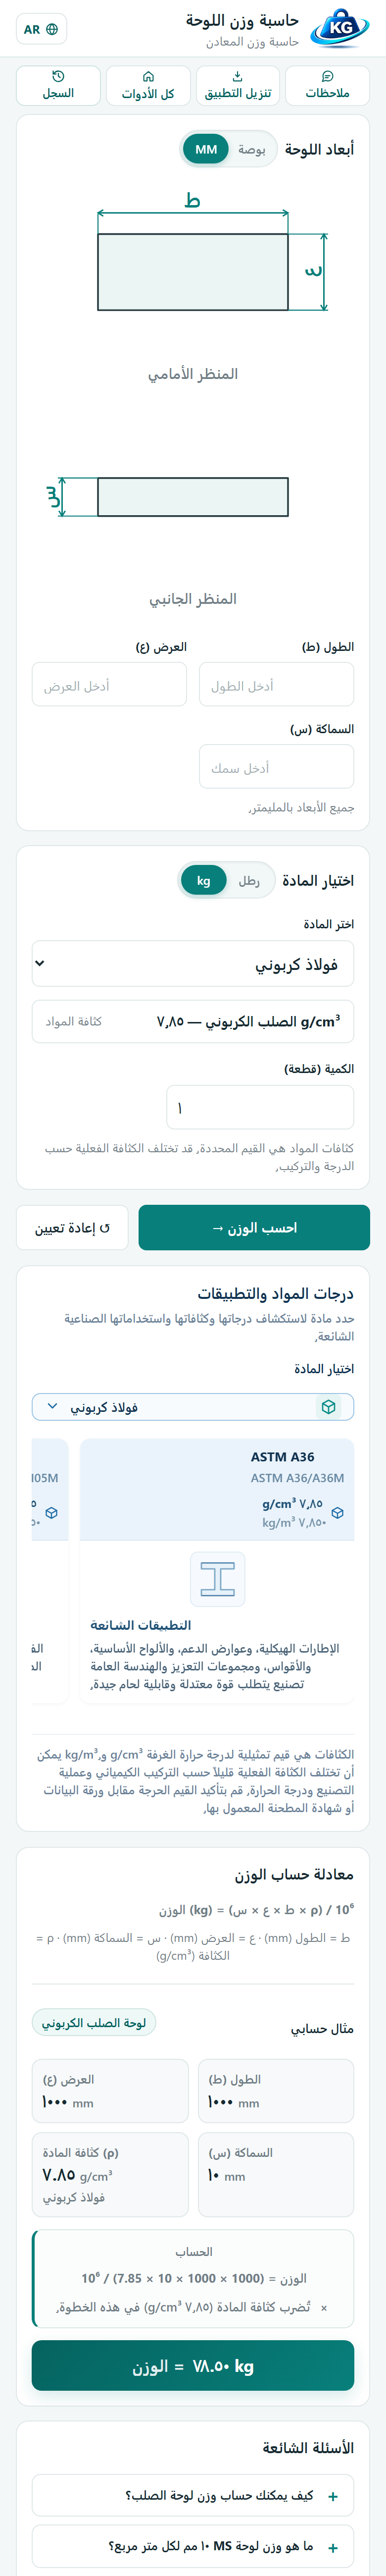 حاسبة وزن اللوحة
حاسبة وزن المعادن
KG
AR
ملاحظات
تنزيل التطبيق
كل الأدوات
السجل
أبعاد اللوحة
بوصة
MM
ط
ع
المنظر الأمامي
س
المنظر الجانبي
الطول (ط)
العرض (ع)
أدخل الطول
أدخل العرض
السماكة (س)
أدخل سمك
جميع الأبعاد بالمليمتر.
اختيار المادة
رطل
kg
اختر المادة
فولاذ كربوني
الصلب الكربوني — ٧٫٨٥ g/cm³
كثافة المواد
الكمية (قطعة)
١
كثافات المواد هي القيم المحددة. قد تختلف الكثافة الفعلية حسب
الدرجة والتركيب.
احسب الوزن →
↺ إعادة تعيين
درجات المواد والتطبيقات
حدد مادة لاستكشاف درجاتها وكثافاتها واستخداماتها الصناعية
الشائعة.
اختيار المادة
فولاذ كربوني
ASTM A36
ASTM A36/A36M
٧٫٨٥ g/cm³
٧٫٨٥٠ kg/m³
التطبيقات الشائعة
الإطارات الهيكلية، وعوارض الدعم، والألواح الأساسية،
والأقواس، ومجموعات التعزيز والهندسة العامة
تصنيع يتطلب قوة معتدلة وقابلية لحام جيدة.
الكثافات هي قيم تمثيلية لدرجة حرارة الغرفة g/cm³ و kg/m³. يمكن
أن تختلف الكثافة الفعلية قليلاً حسب التركيب الكيميائي وعملية
التصنيع ودرجة الحرارة. قم بتأكيد القيم الحرجة مقابل ورقة البيانات
أو شهادة المطحنة المعمول بها.
معادلة حساب الوزن
الوزن (kg) = (ط × ع × س × ρ) / 10⁶
ط = الطول (mm) · ع = العرض (mm) · س = السماكة (mm) · ρ =
الكثافة (g/cm³)
مثال حسابي
لوحة الصلب الكربوني
الطول (ط)
١٠٠٠ mm
العرض (ع)
١٠٠٠ mm
السماكة (س)
١٠ mm
(ρ) كثافة المادة
٧.٨٥ g/cm³
فولاذ كربوني
الحساب
الوزن = (1000 × 1000 × 10 × 7.85) / 10⁶
× تُضرب كثافة المادة (٧٫٨٥ g/cm³) في هذه الخطوة.
الوزن = ٧٨.٥٠ kg
الأسئلة الشائعة
كيف يمكنك حساب وزن لوحة الصلب؟
+
ما هو وزن لوحة MS ١٠ مم لكل متر مربع؟
+